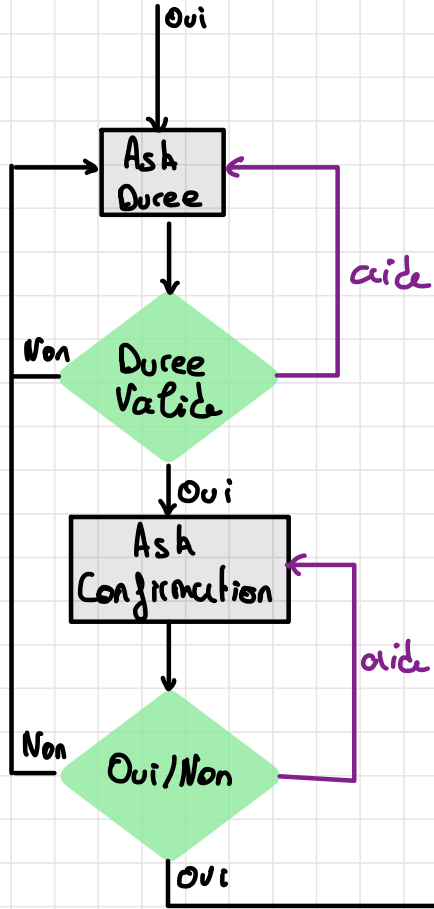 Oui
Ask
Duree
aide
Non
Duree
Valide
Oui
Ask
Confirmation
aide
Non
Oui/Non
Oui